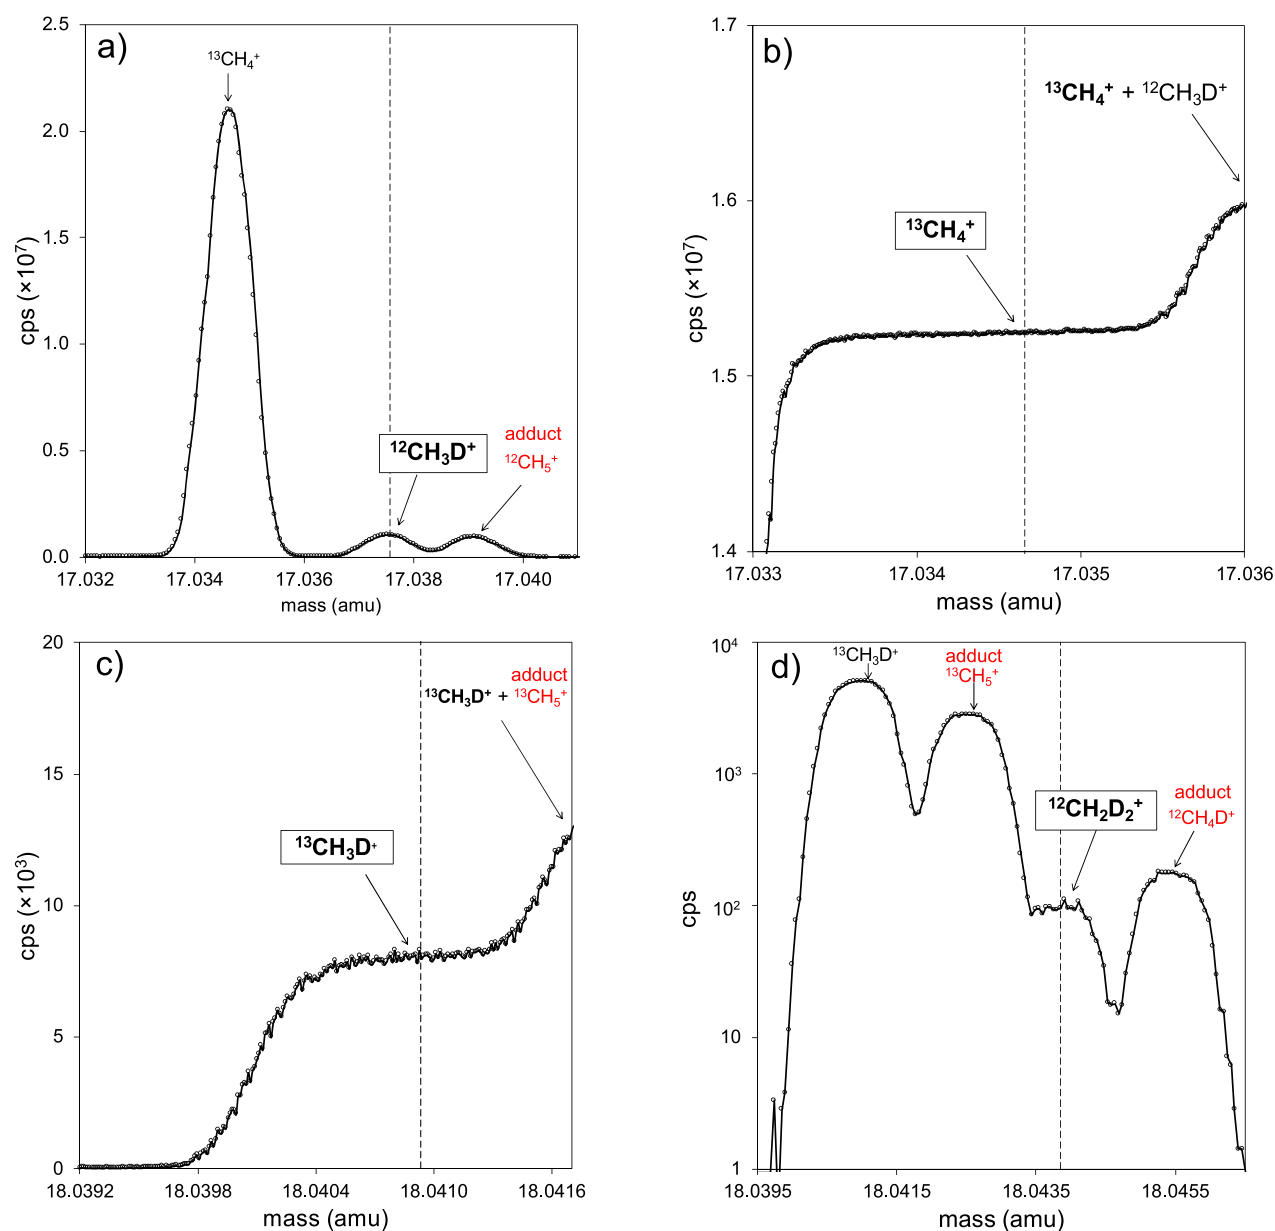 a)
2.5
2.0
1.5
1.0
0.5
0.0
cps (×10⁷)
¹³CH₄⁺
¹²CH₃D⁺
adduct
¹²CH₅⁺
17.032 17.034 17.036 17.038 17.040
mass (amu)
b)
1.7
1.6
1.5
1.4
cps (×10⁷)
¹³CH₄⁺ + ¹²CH₃D⁺
¹³CH₄⁺
17.033 17.034 17.035 17.036
mass (amu)
c)
20
15
10
5
0
cps (×10³)
adduct
¹³CH₃D⁺ + ¹³CH₅⁺
¹³CH₃D⁺
18.0392 18.0398 18.0404 18.0410 18.0416
mass (amu)
d)
10⁴
10³
10²
10
1
cps
¹³CH₃D⁺
adduct
¹³CH₅⁺
¹²CH₂D₂⁺
adduct
¹²CH₄D⁺
18.0395 18.0415 18.0435 18.0455
mass (amu)